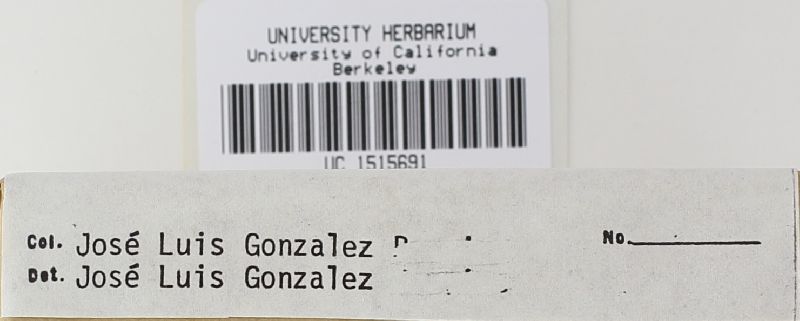 UNIVERSITY HERBARIUM
University of California
Berkeley
UC 1515691
Col. José Luis Gonzalez
No.
Det. José Luis Gonzalez